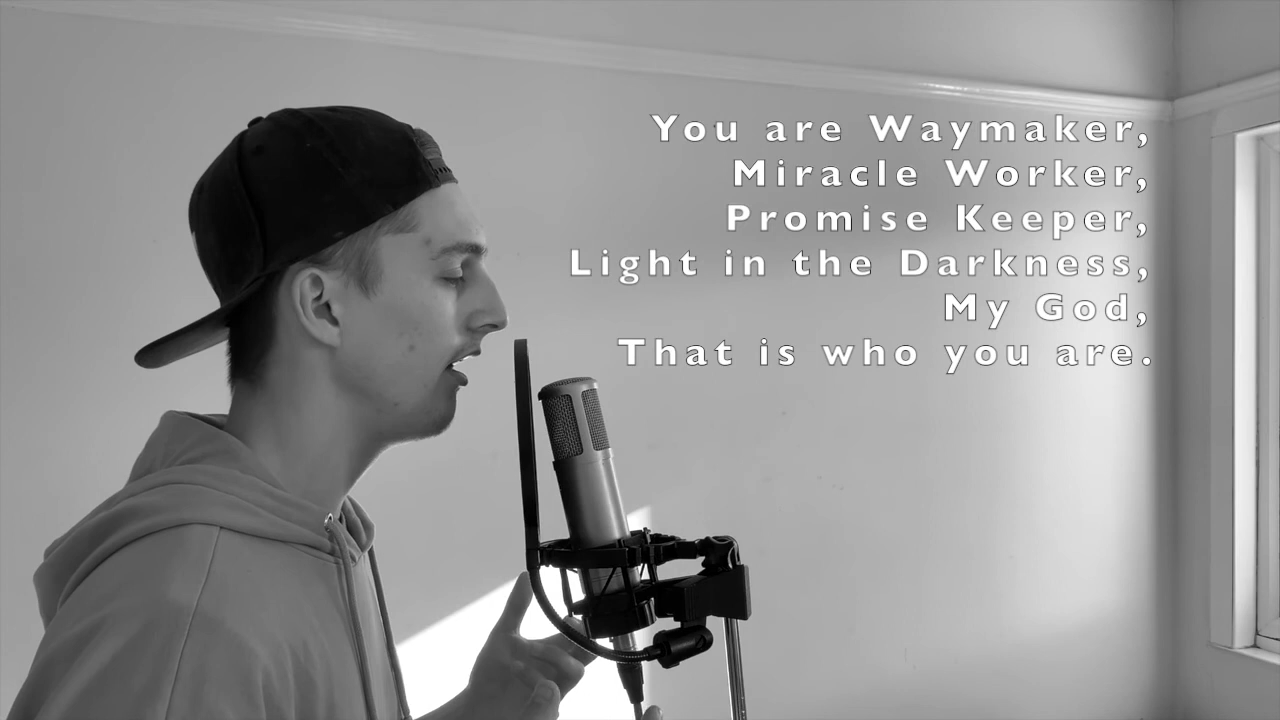 You are Waymaker,
Miracle Worker,
Promise Keeper,
Light in the Darkness,
My God,
That is who you are.